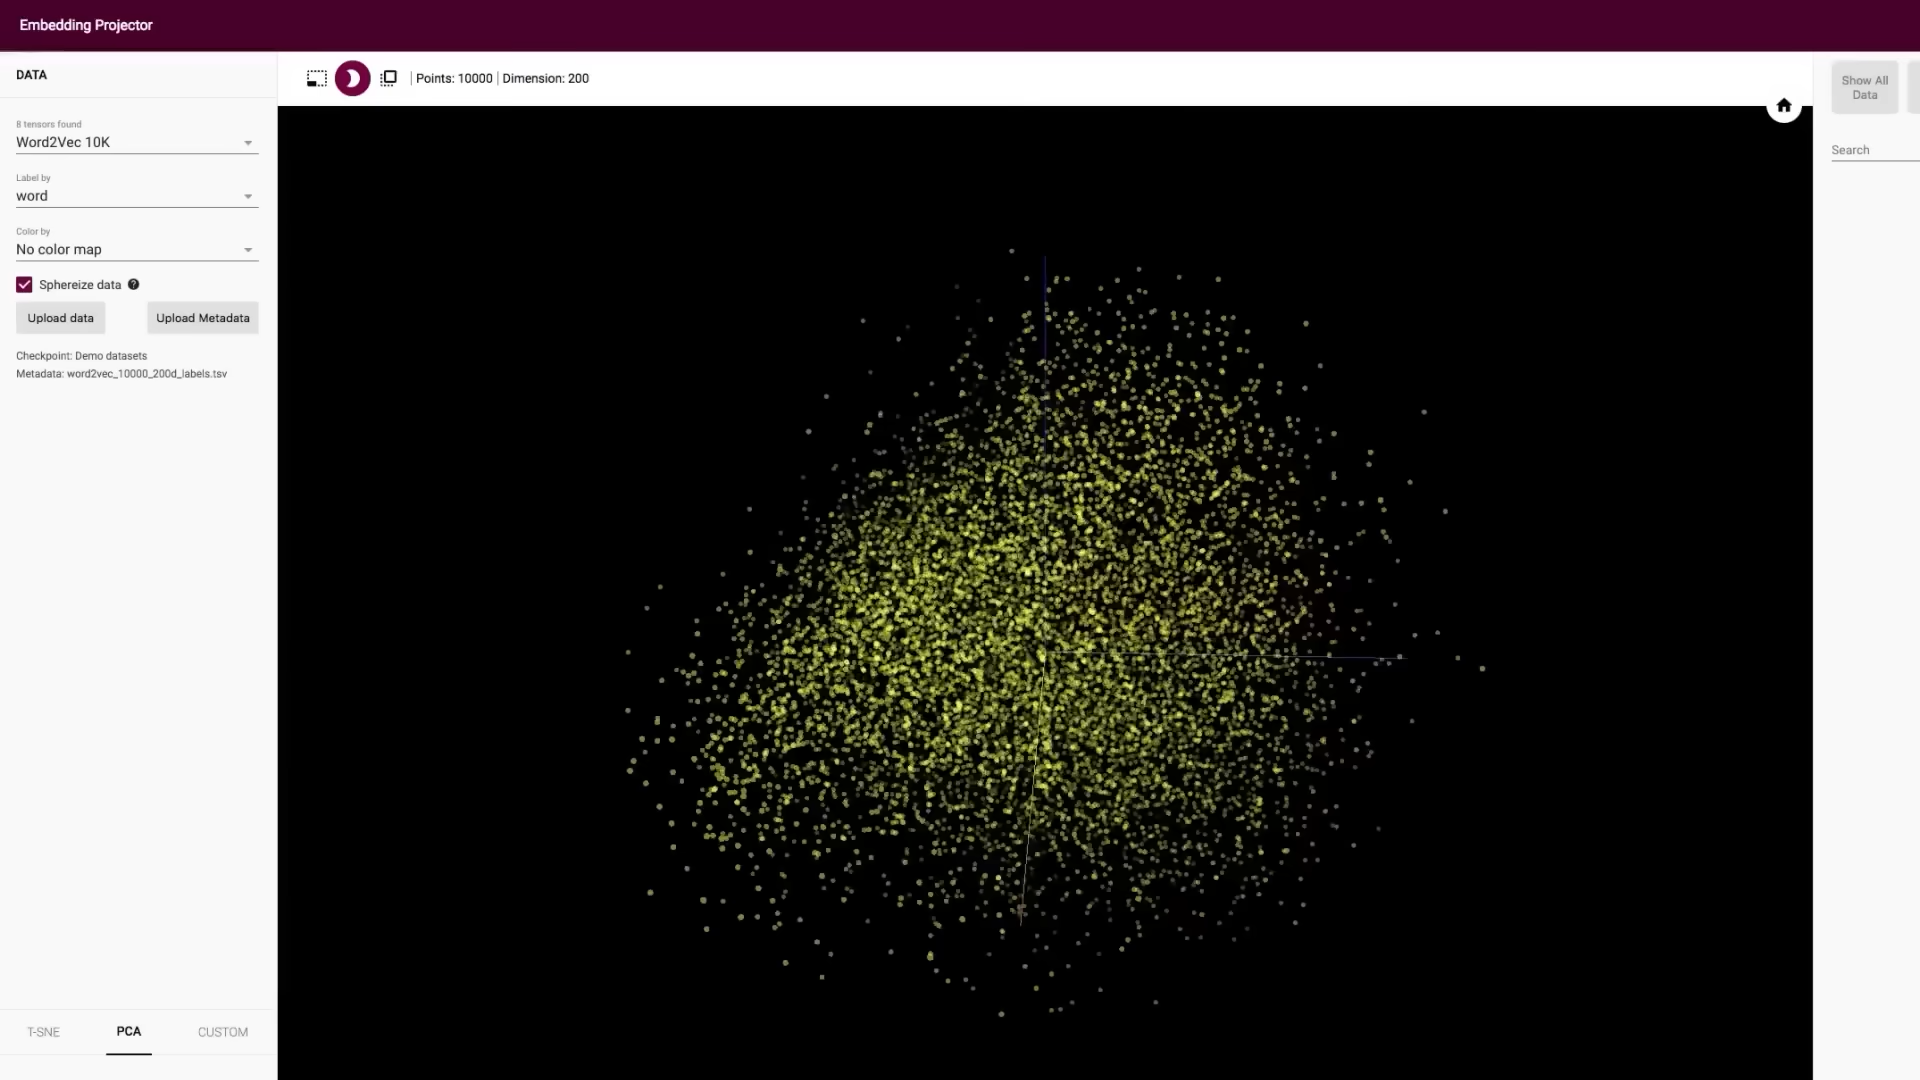 Embedding Projector
DATA
8 tensors found
Word2Vec 10K
Label by
word
Color by
No color map
Sphereize data
Upload data
Upload Metadata
Checkpoint: Demo datasets
Metadata: word2vec_10000_200d_labels.tsv
T-SNE
PCA
CUSTOM
Points: 10000 | Dimension: 200
Show All
Data
Search